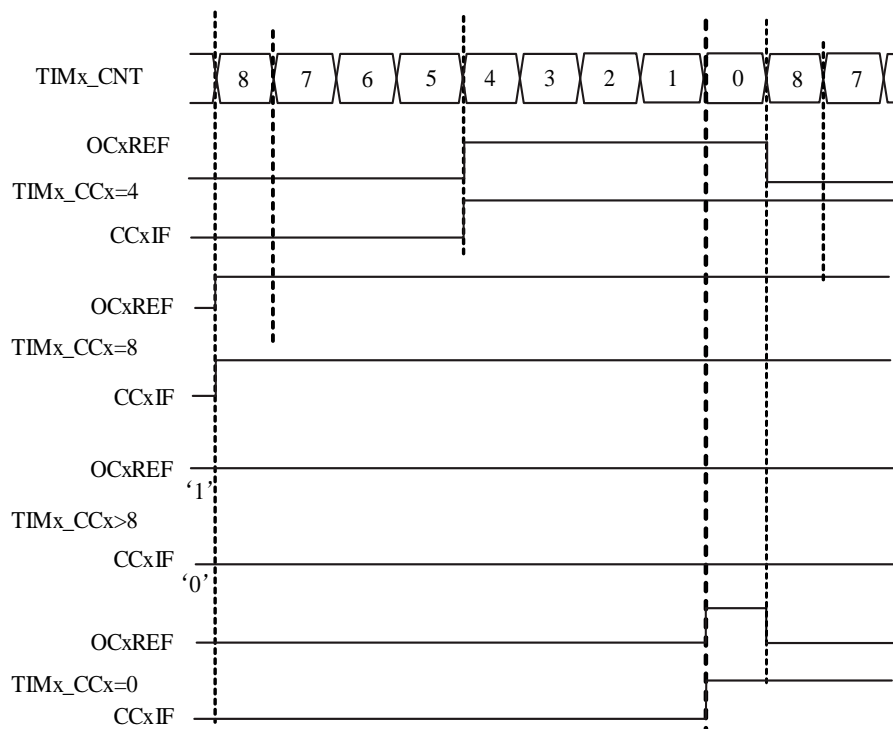 TIMx_CNT 8 7 6 5 4 3 2 1 0 8 7
OCxREF
TIMx_CCx=4
CCxIF
OCxREF
TIMx_CCx=8
CCxIF
OCxREF
‘1’
TIMx_CCx>8
CCxIF
‘0’
OCxREF
TIMx_CCx=0
CCxIF